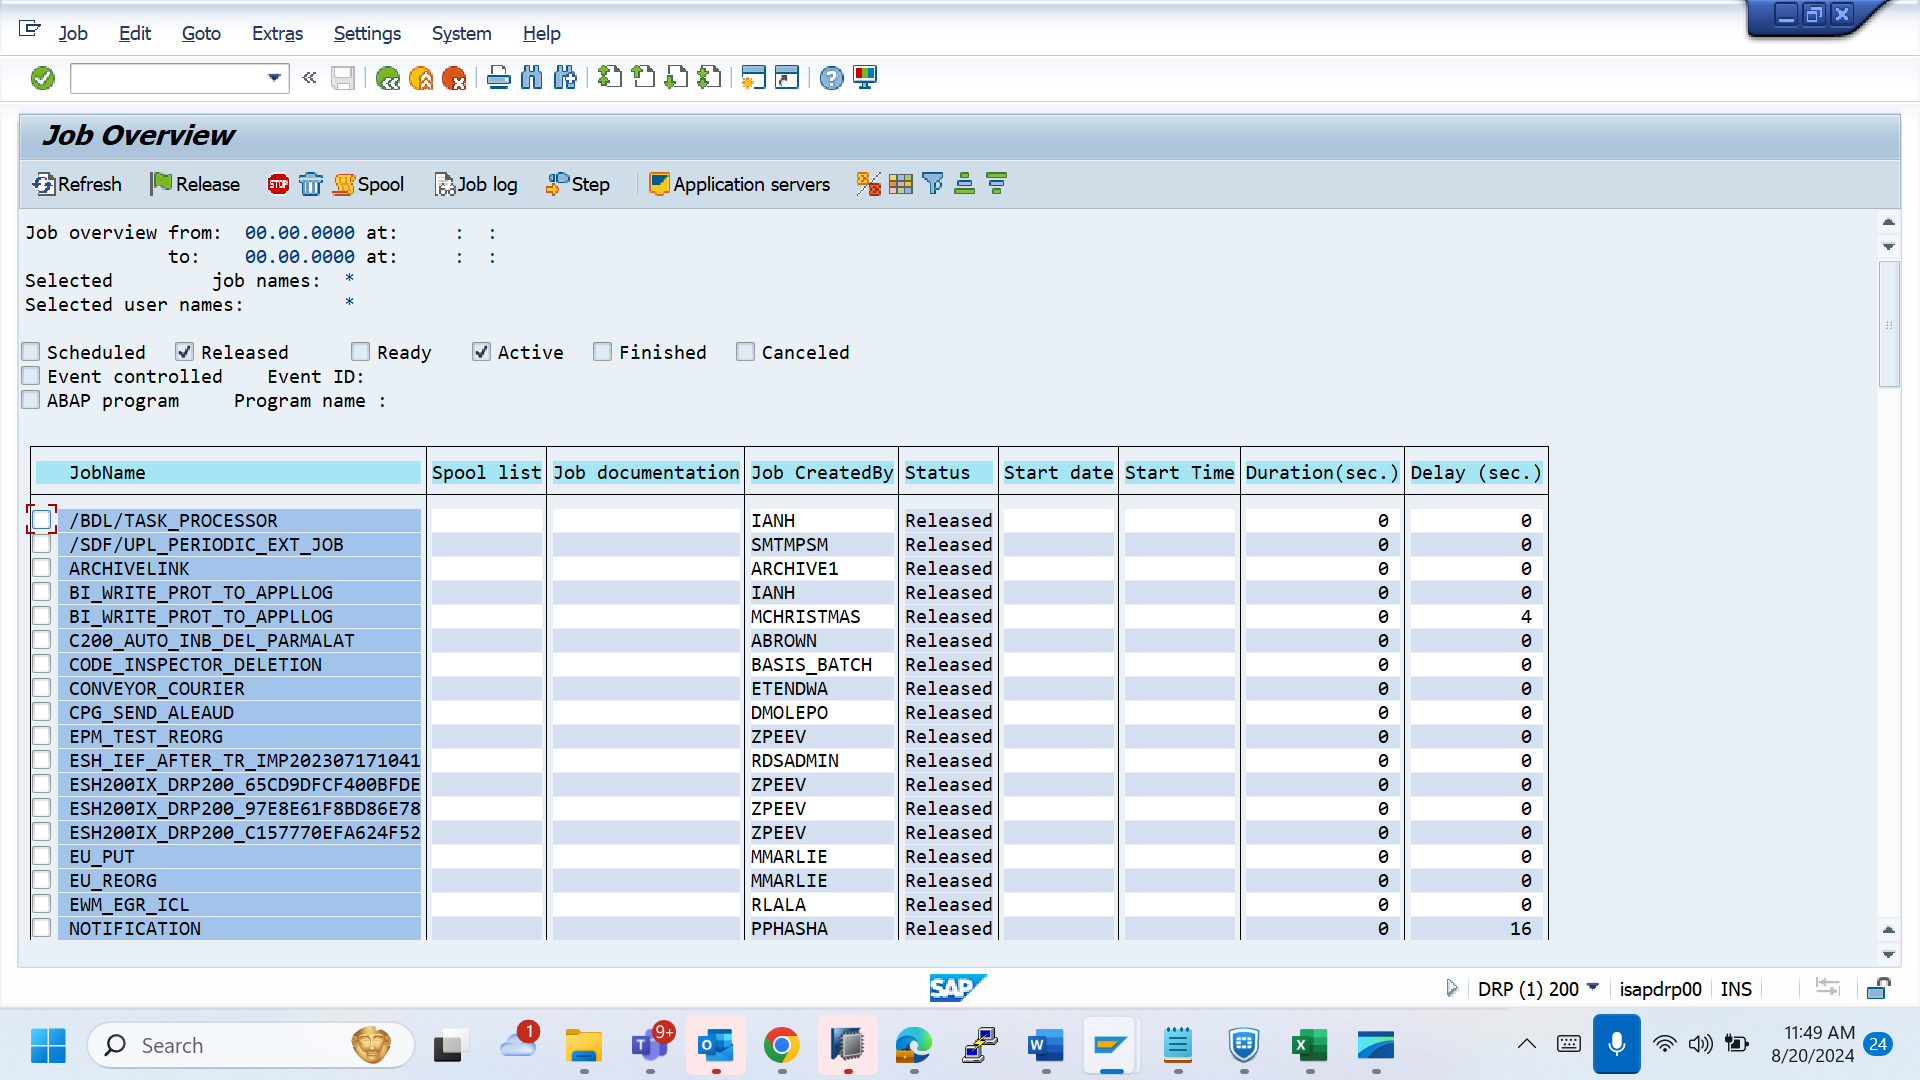 Job Edit Goto Extras Settings System Help
Job Overview
Refresh Release STOP Spool Job log Step Application servers
Job overview from: 00.00.0000 at: : :
to: 00.00.0000 at: : :
Selected job names: *
Selected user names: *
Scheduled Released Ready Active Finished Canceled
Event controlled Event ID:
ABAP program Program name :
JobName Spool list Job documentation Job CreatedBy Status Start date Start Time Duration(sec.) Delay (sec.)
/BDL/TASK_PROCESSOR IANH Released 0 0
/SDF/UPL_PERIODIC_EXT_JOB SMTMPSM Released 0 0
ARCHIVELINK ARCHIVE1 Released 0 0
BI_WRITE_PROT_TO_APPLLOG IANH Released 0 0
BI_WRITE_PROT_TO_APPLLOG MCHRISTMAS Released 0 4
C200_AUTO_INB_DEL_PARMALAT ABROWN Released 0 0
CODE_INSPECTOR_DELETION BASIS_BATCH Released 0 0
CONVEYOR_COURIER ETENDWA Released 0 0
CPG_SEND_ALEAUD DMOLEPO Released 0 0
EPM_TEST_REORG ZPEEV Released 0 0
ESH_IEF_AFTER_TR_IMP202307171041 RDSADMIN Released 0 0
ESH200IX_DRP200_65CD9DFCF400BFDE ZPEEV Released 0 0
ESH200IX_DRP200_97E8E61F8BD86E78 ZPEEV Released 0 0
ESH200IX_DRP200_C157770EFA624F52 ZPEEV Released 0 0
EU_PUT MMARLIE Released 0 0
EU_REORG MMARLIE Released 0 0
EWM_EGR_ICL RLALA Released 0 0
NOTIFICATION PPHASHA Released 0 16
SAP DRP (1) 200 isapdrp00 INS
Search 1 9+ 11:49 AM
8/20/2024 24